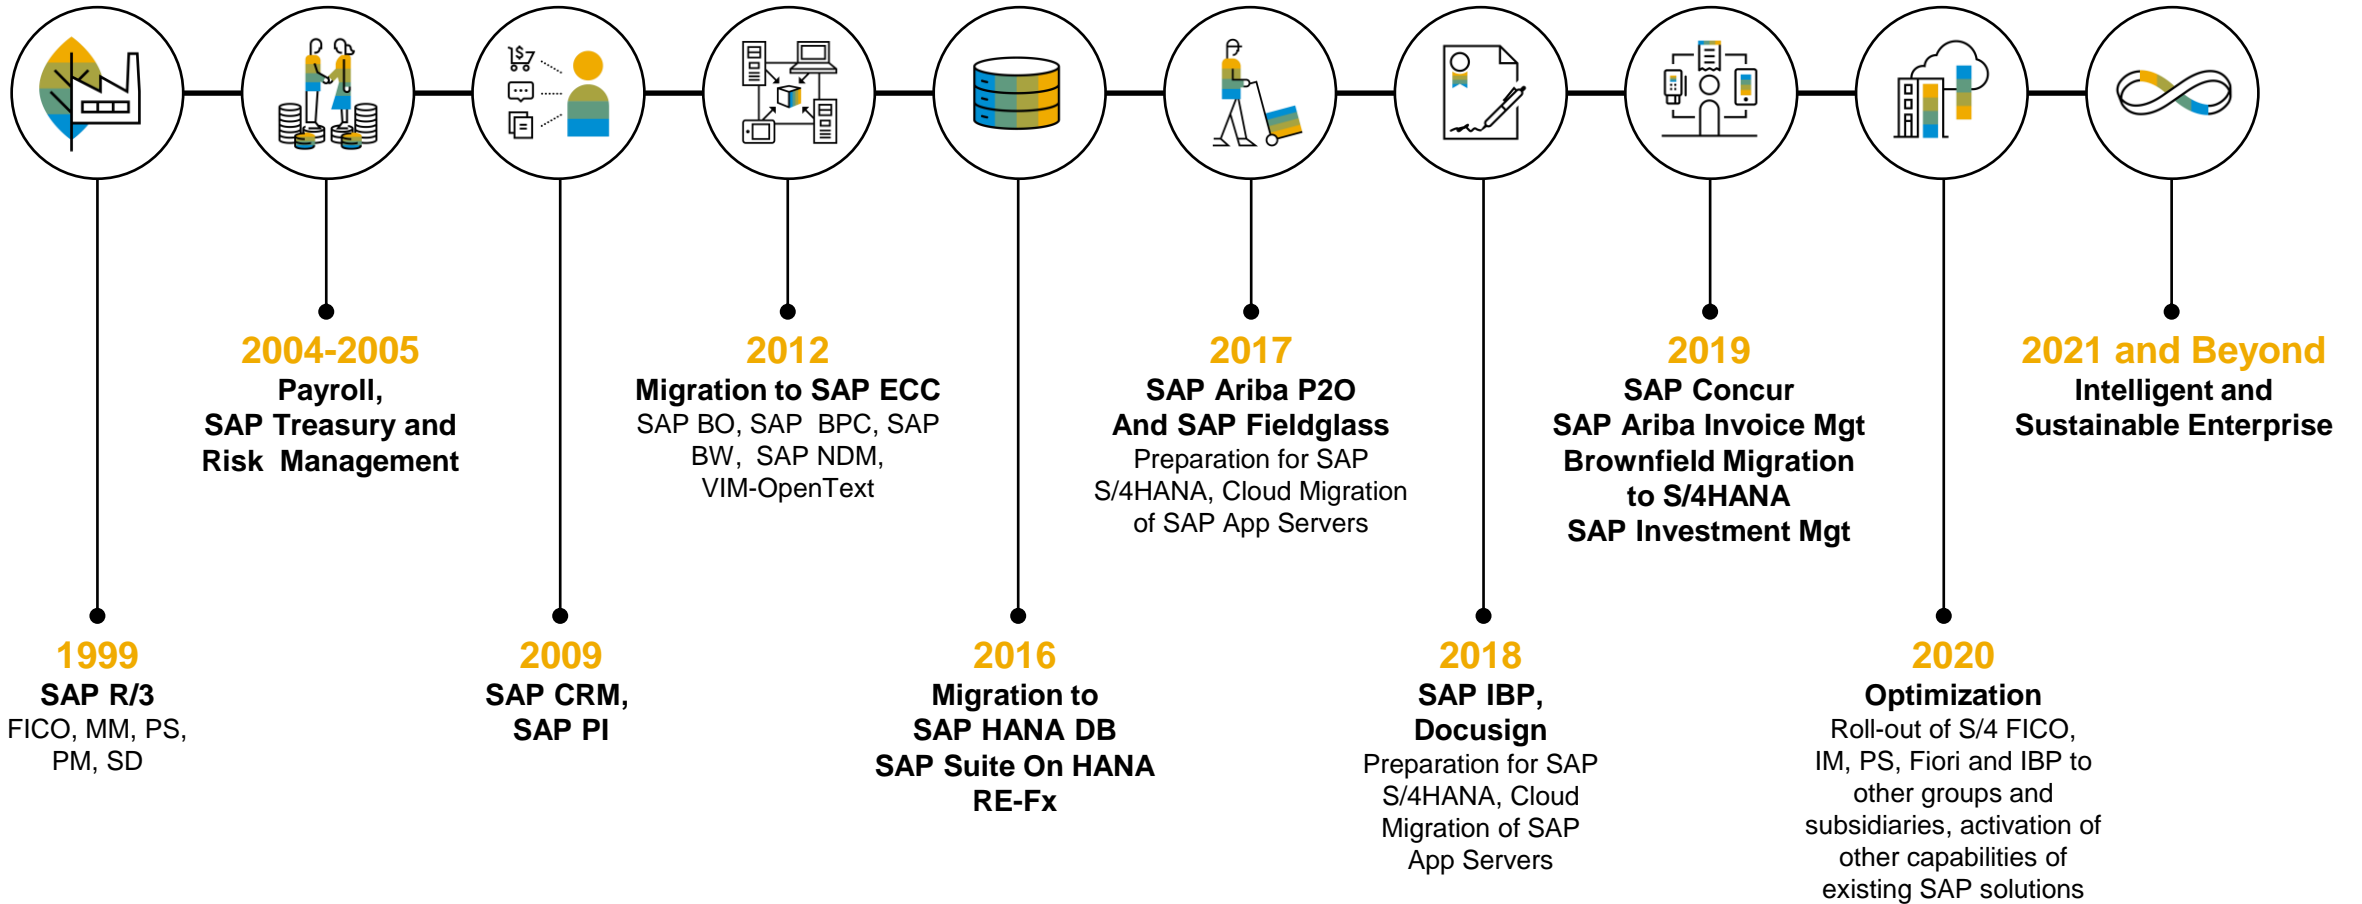 1999
SAP R/3
FICO, MM, PS,
PM, SD
2004-2005
Payroll,
SAP Treasury and
Risk Management
2009
SAP CRM,
SAP PI
2012
Migration to SAP ECC
SAP BO, SAP BPC, SAP
BW, SAP NDM,
VIM-OpenText
2016
Migration to
SAP HANA DB
SAP Suite On HANA
RE-Fx
2017
SAP Ariba P2O
And SAP Fieldglass
Preparation for SAP
S/4HANA, Cloud Migration
of SAP App Servers
2018
SAP IBP,
Docusign
Preparation for SAP
S/4HANA, Cloud
Migration of SAP
App Servers
2019
SAP Concur
SAP Ariba Invoice Mgt
Brownfield Migration
to S/4HANA
SAP Investment Mgt
2020
Optimization
Roll-out of S/4 FICO,
IM, PS, Fiori and IBP to
other groups and
subsidiaries, activation of
other capabilities of
existing SAP solutions
2021 and Beyond
Intelligent and
Sustainable Enterprise